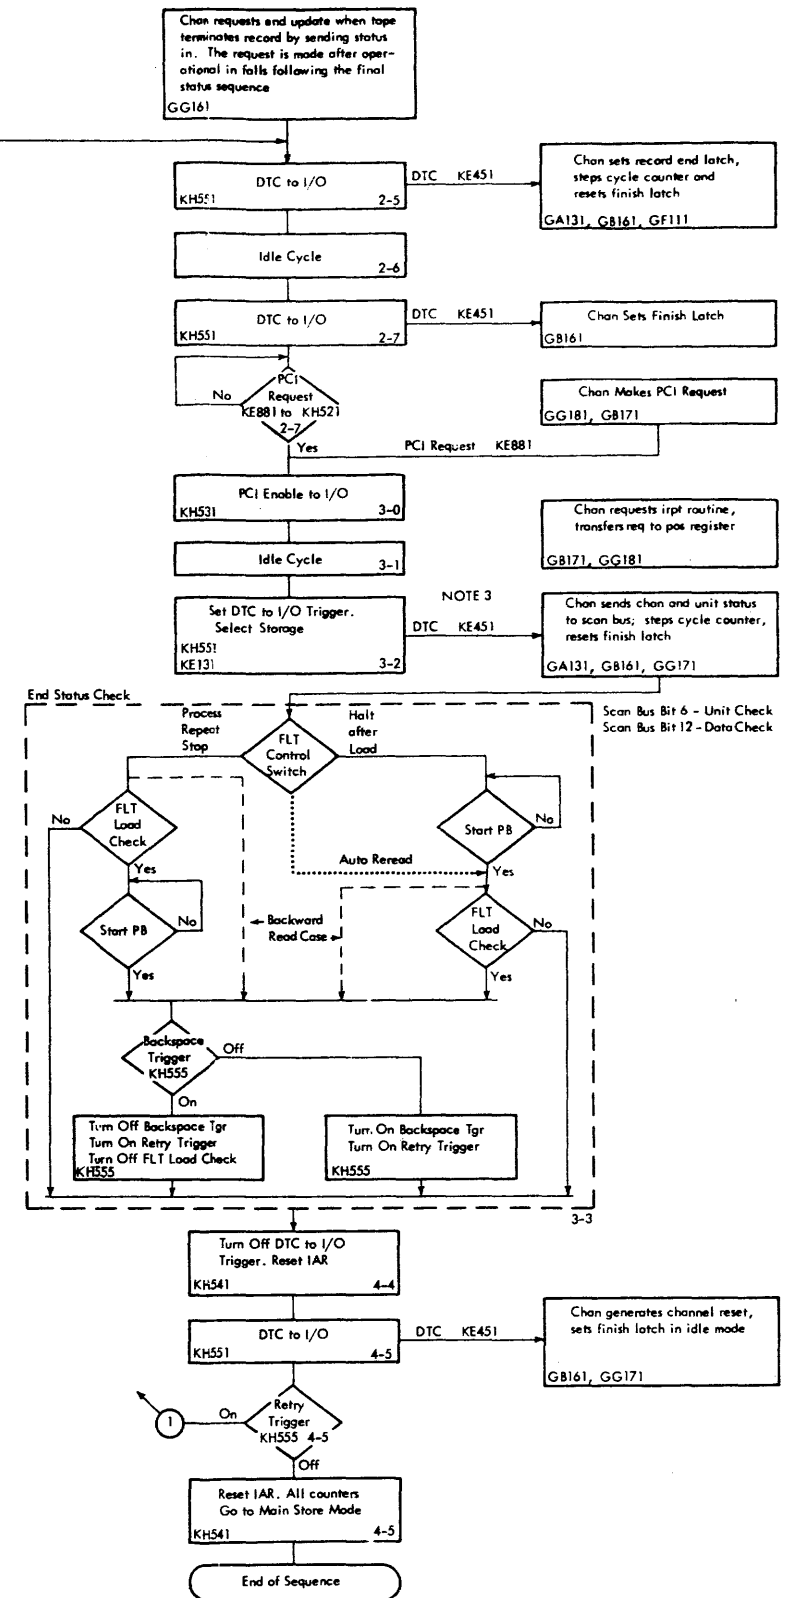 Chan requests end update when tape
terminates record by sending status
in. The request is made after oper-
ational in falls following the final
status sequence
GG161
DTC to I/O
KH551
2-5
DTC KE451
Chan sets record end latch,
steps cycle counter and
resets finish latch
GA131, GB161, GF111
Idle Cycle
2-6
DTC to I/O
KH551
2-7
DTC KE451
Chan Sets Finish Latch
GB161
PCI
Request
KE881 to KH521
2-7
No
Yes
Chan Makes PCI Request
GG181, GB171
PCI Request KE881
PCI Enable to I/O
KH531
3-0
Chan requests irpt routine,
transfers req to pos register
GB171, GG181
Idle Cycle
3-1
NOTE 3
Set DTC to I/O Trigger.
Select Storage
KH551
KE131
3-2
DTC KE451
Chan sends chan and unit status
to scan bus; steps cycle counter,
resets finish latch
GA131, GB161, GG171
End Status Check
Scan Bus Bit 6 - Unit Check
Scan Bus Bit 12 - Data Check
Process
Repeat
Stop
FLT
Control
Switch
Halt
after
Load
FLT
Load
Check
No
Yes
Start PB
No
Yes
Auto Reread
Start PB
No
Yes
Backward
Read Case
FLT
Load
Check
No
Yes
Backspace
Trigger
KH555
Off
On
Turn Off Backspace Tgr
Turn On Retry Trigger
Turn Off FLT Load Check
KH555
Turn On Backspace Tgr
Turn On Retry Trigger
KH555
3-3
Turn Off DTC to I/O
Trigger. Reset IAR
KH541
4-4
DTC to I/O
KH551
4-5
DTC KE451
Chan generates channel reset,
sets finish latch in idle mode
GB161, GG171
1
On
Retry
Trigger
KH555 4-5
Off
Reset IAR. All counters
Go to Main Store Mode
KH541
4-5
End of Sequence